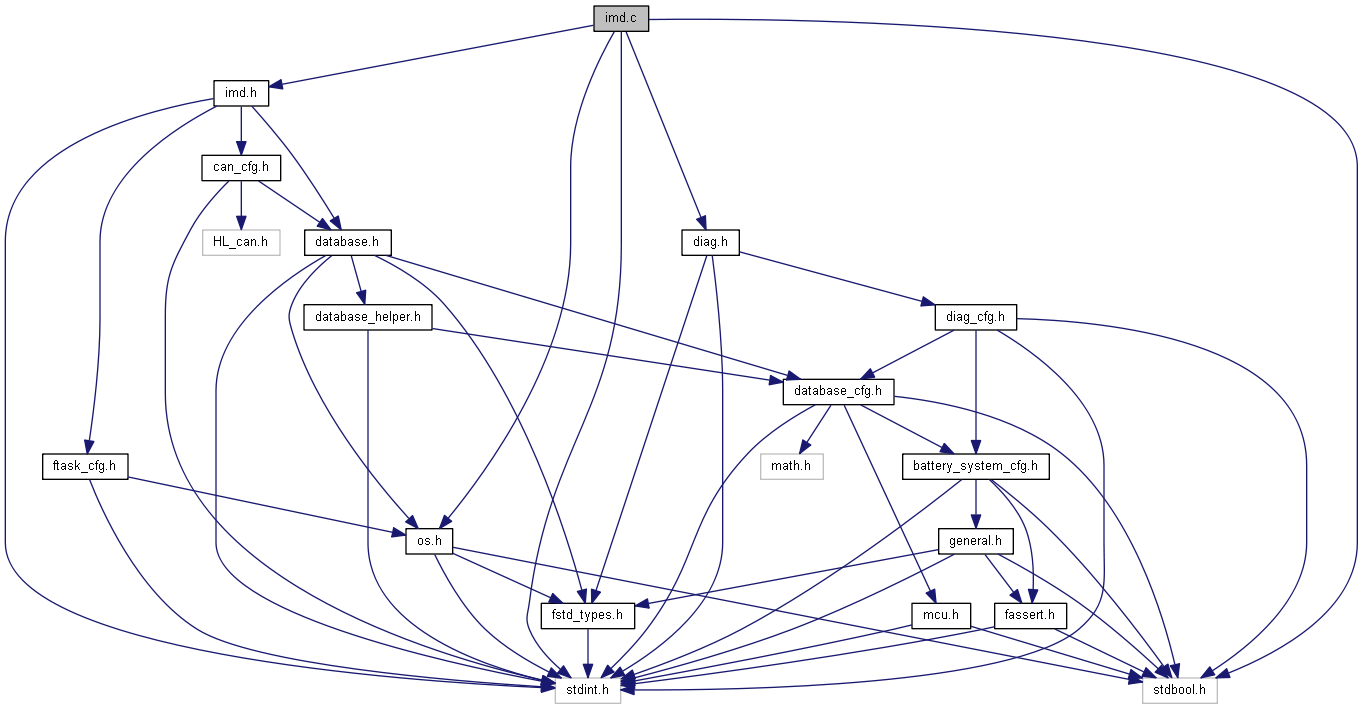 imd.c
imd.h
can_cfg.h
HL_can.h
database.h
diag.h
database_helper.h
diag_cfg.h
database_cfg.h
ftask_cfg.h
math.h
battery_system_cfg.h
os.h
general.h
fstd_types.h
mcu.h
fassert.h
stdint.h
stdbool.h